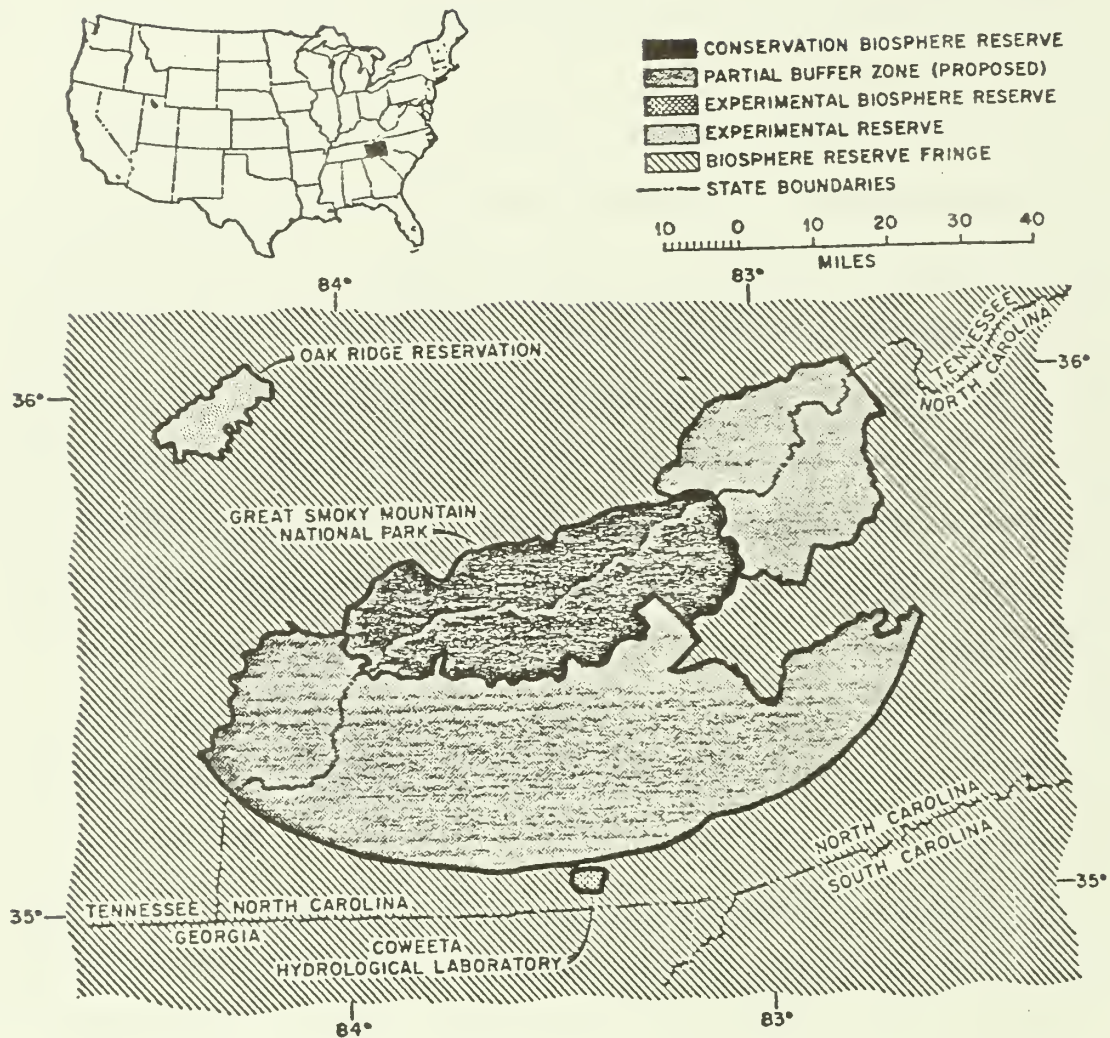 CONSERVATION BIOSPHERE RESERVE
PARTIAL BUFFER ZONE (PROPOSED)
EXPERIMENTAL BIOSPHERE RESERVE
EXPERIMENTAL RESERVE
BIOSPHERE RESERVE FRINGE
STATE BOUNDARIES
10 0 10 20 30 40
MILES
84° 83°
TENNESSEE
NORTH CAROLINA
OAK RIDGE RESERVATION
36°
36°
GREAT SMOKY MOUNTAIN
NATIONAL PARK
NORTH CAROLINA
SOUTH CAROLINA
35°
35°
TENNESSEE NORTH CAROLINA
GEORGIA
COWEETA
HYDROLOGICAL LABORATORY
84° 83°